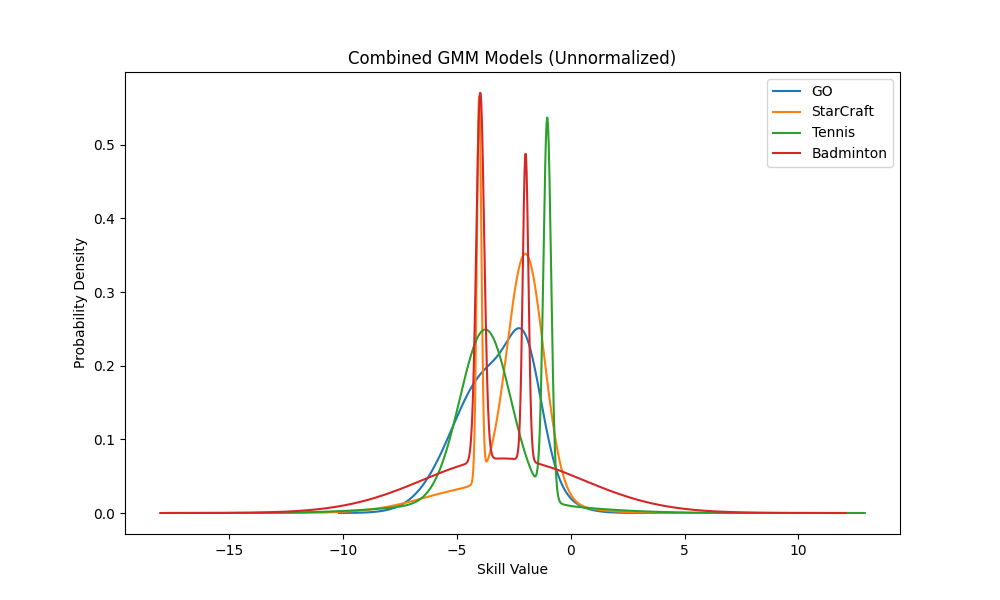 Combined GMM Models (Unnormalized)
GO
StarCraft
Tennis
Badminton
Probability Density
0.5
0.4
0.3
0.2
0.1
0.0
−15
−10
−5
0
5
10
Skill Value